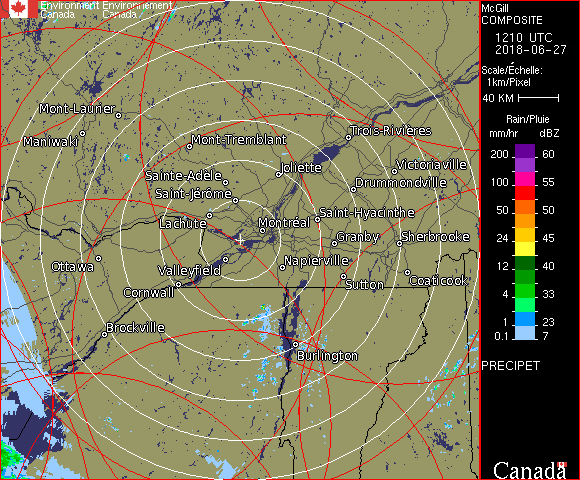 Environment Environnement
Canada Canada
McGill
COMPOSITE
1210 UTC
2018-06-27
Scale/Échelle:
1km/Pixel
40 KM
Rain/Pluie
mm/hr dBZ
200 60
100 55
50 50
24 45
12 40
4 33
1 23
0.1 7
PRECIPET
Canada
Mont-Laurier
Maniwaki
Mont-Tremblant
Trois-Rivières
Joliette
Victoriaville
Sainte-Adèle
Drummondville
Saint-Jérôme
Saint-Hyacinthe
Lachute
Montréal
Granby
Sherbrooke
Ottawa
Valleyfield
Napierville
Cornwall
Sutton
Coaticook
Brockville
Burlington